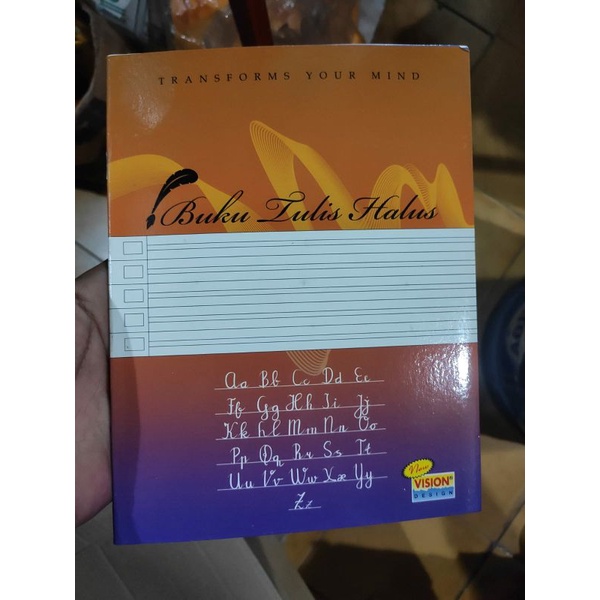 TRANSFORMS YOUR MIND
Buku Tulis Halus
Aa Bb Cc Dd Ee
Ff Gg Hh Ii Jj
Kk Ll Mm Nn Oo
Pp Qq Rr Ss Tt
Uu Vv Ww Xx Yy
Zz
New
VISION®
DESIGN